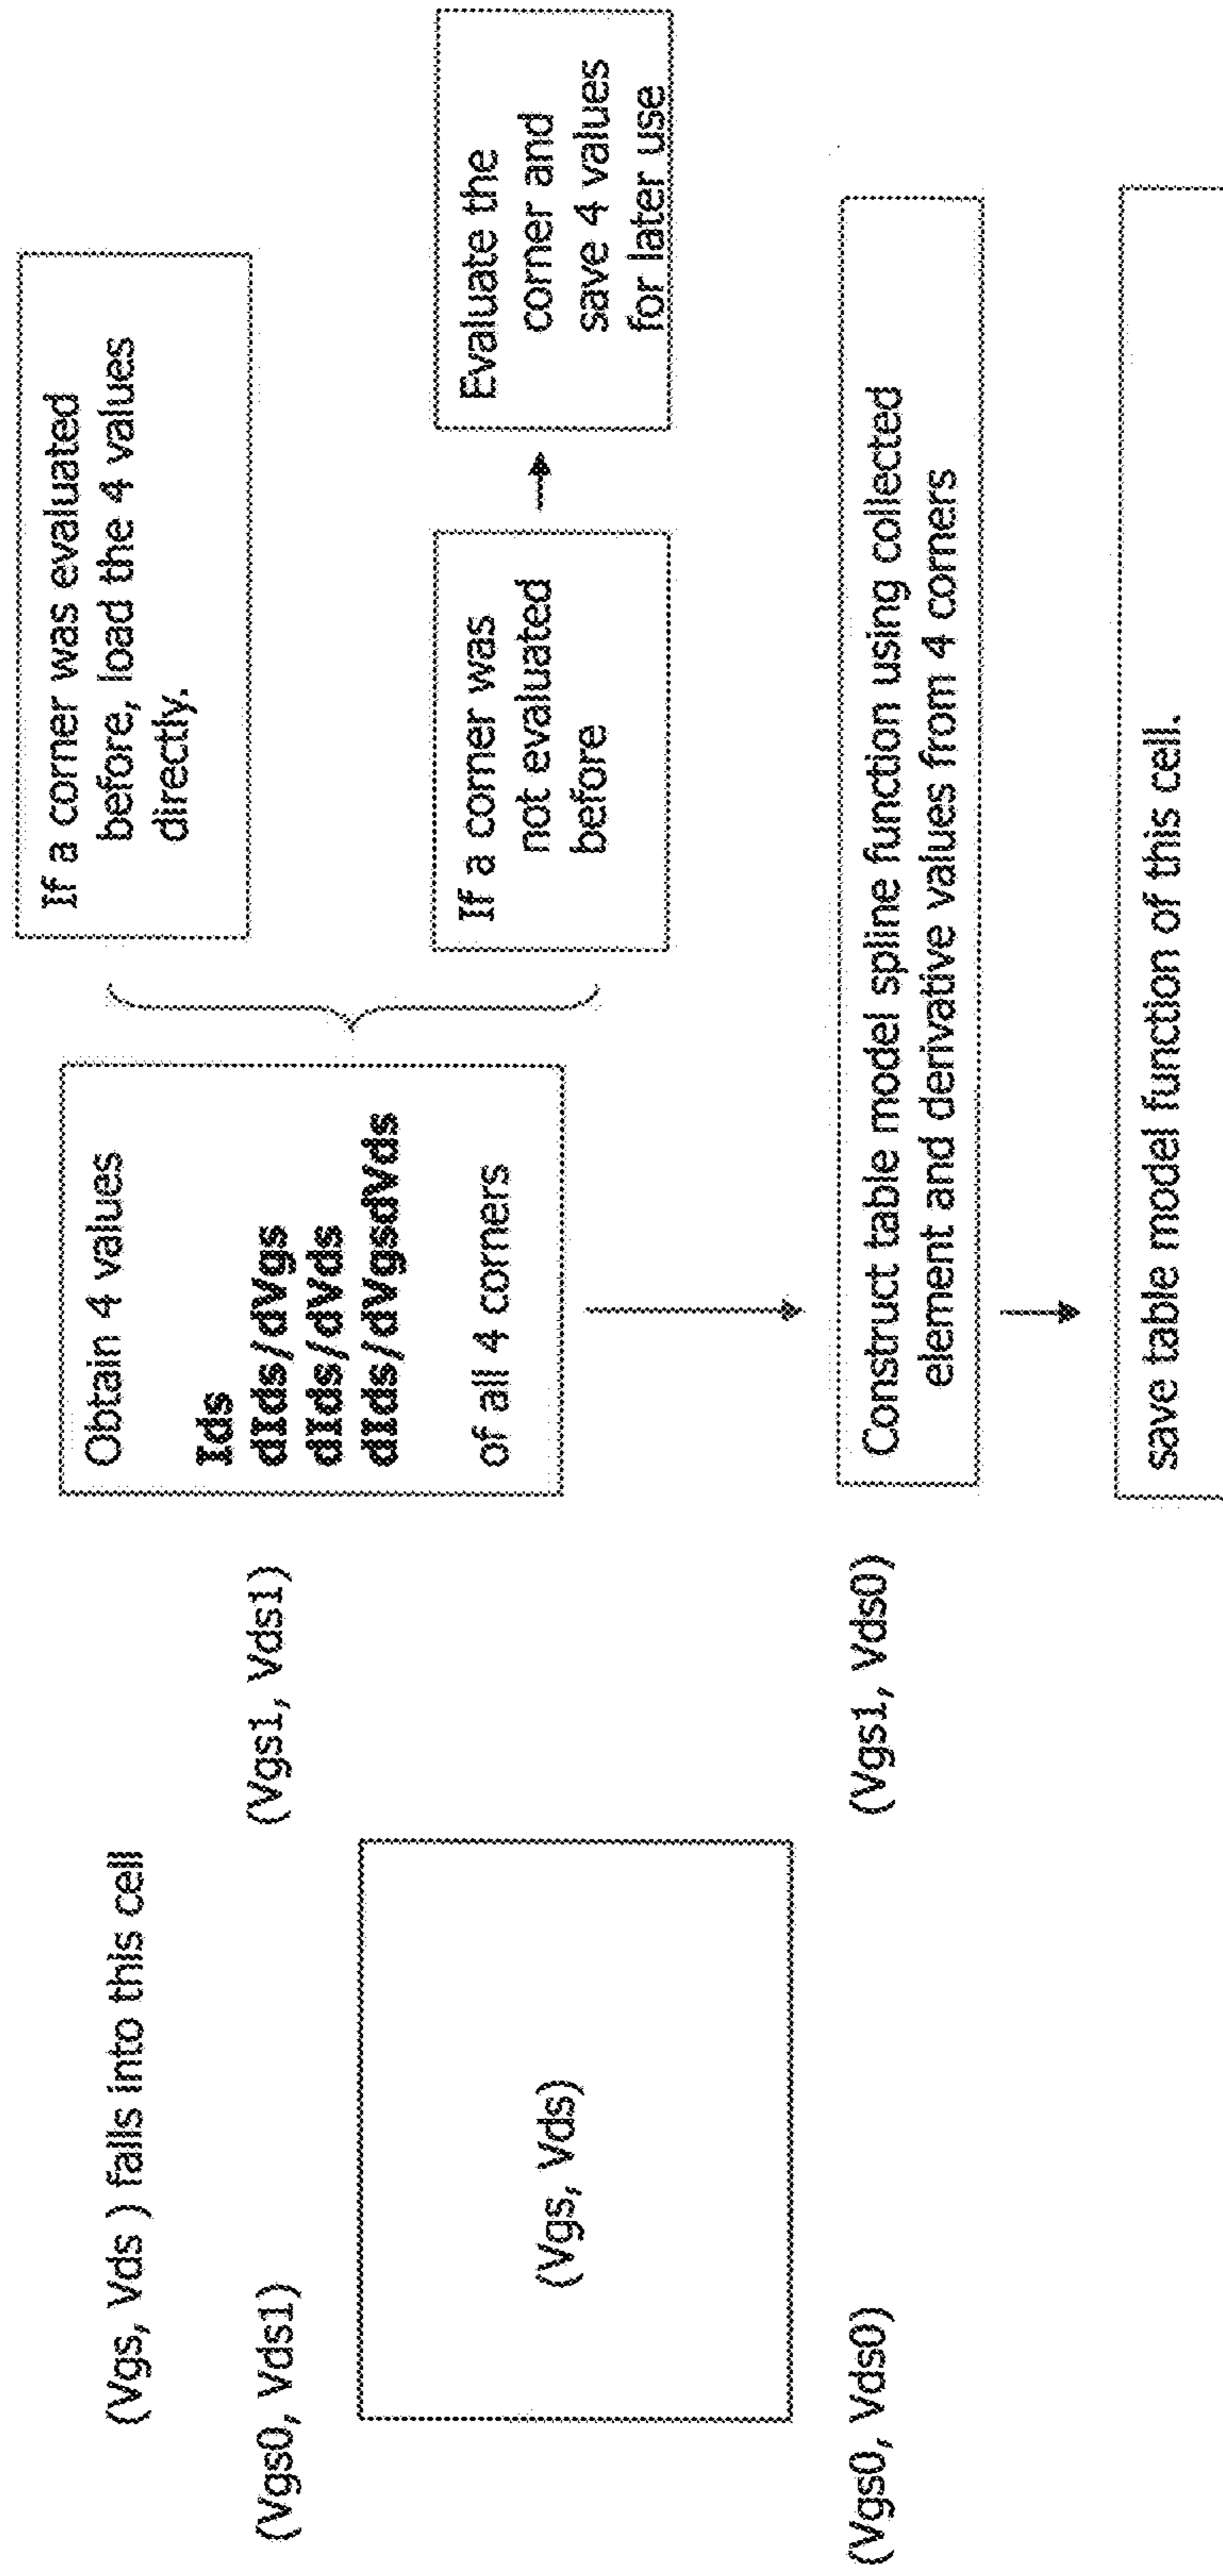 (Vgs, Vds ) falls into this cell
(Vgs0, Vds1)
(Vgs1, Vds1)
(Vgs, Vds)
(Vgs0, Vds0)
(Vgs1, Vds0)
Obtain 4 values
Ids
dIds/dVgs
dIds/dVds
dIds/dVgsdVds
of all 4 corners
If a corner was evaluated
before, load the 4 values
directly.
If a corner was
not evaluated
before
Evaluate the
corner and
save 4 values
for later use
Construct table model spline function using collected
element and derivative values from 4 corners
save table model function of this cell.